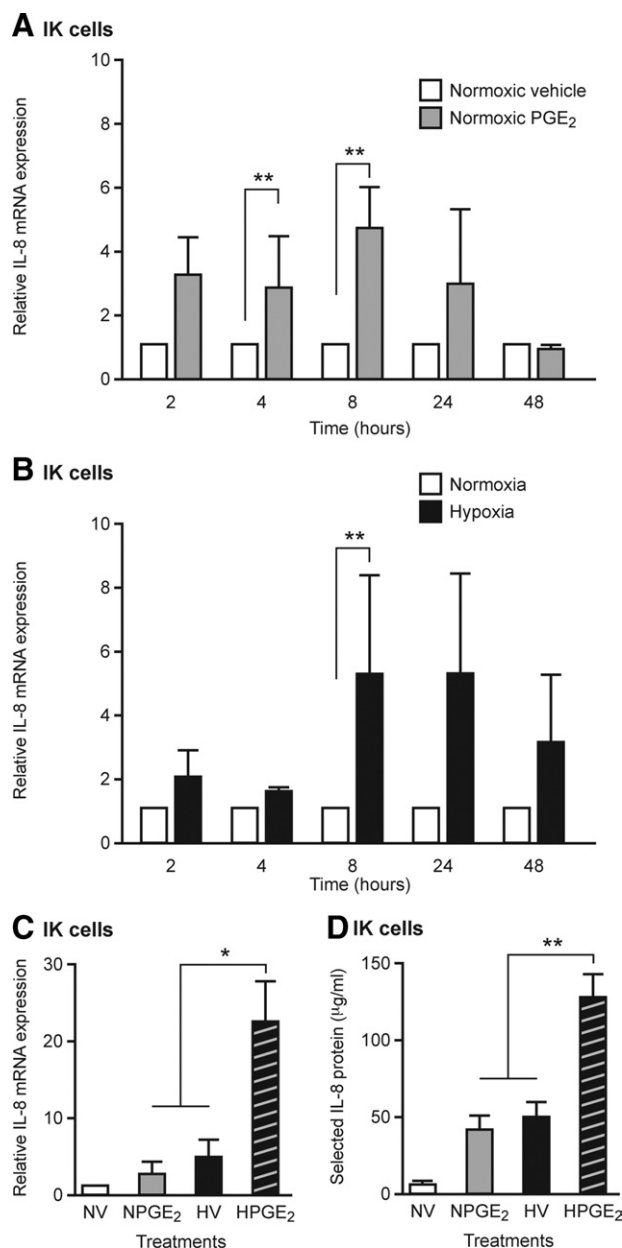 A IK cells
Relative IL-8 mRNA expression
10
8
6
4
2
0
Normoxic vehicle
Normoxic PGE2
**
**
2 4 8 24 48
Time (hours)
B IK cells
Relative IL-8 mRNA expression
10
8
6
4
2
0
Normoxia
Hypoxia
**
2 4 8 24 48
Time (hours)
C IK cells
Relative IL-8 mRNA expression
30
20
10
0
*
NV NPGE2 HV HPGE2
Treatments
D IK cells
Selected IL-8 protein (µg/ml)
150
100
50
0
**
NV NPGE2 HV HPGE2
Treatments